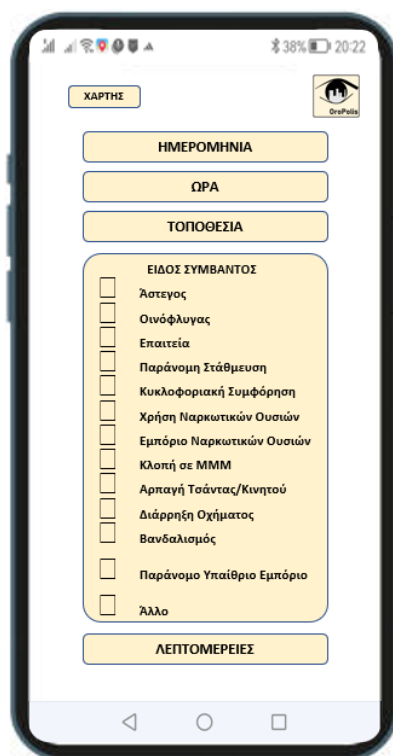 38% 20:22
ΧΑΡΤΗΣ
OroPolis
ΗΜΕΡΟΜΗΝΙΑ
ΩΡΑ
ΤΟΠΟΘΕΣΙΑ
ΕΙΔΟΣ ΣΥΜΒΑΝΤΟΣ
Άστεγος
Οινόφλυγας
Επαιτεία
Παράνομη Στάθμευση
Κυκλοφοριακή Συμφόρηση
Χρήση Ναρκωτικών Ουσιών
Εμπόριο Ναρκωτικών Ουσιών
Κλοπή σε ΜΜΜ
Αρπαγή Τσάντας/Κινητού
Διάρρηξη Οχήματος
Βανδαλισμός
Παράνομο Υπαίθριο Εμπόριο
Άλλο
ΛΕΠΤΟΜΕΡΕΙΕΣ